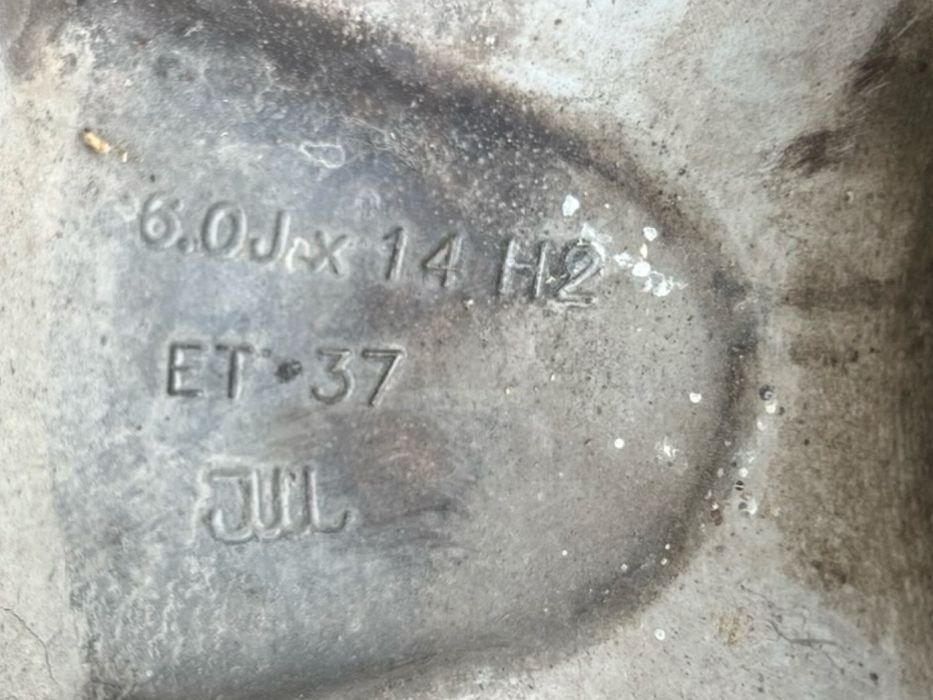 6.0J x 14 H2
ET 37
JWL